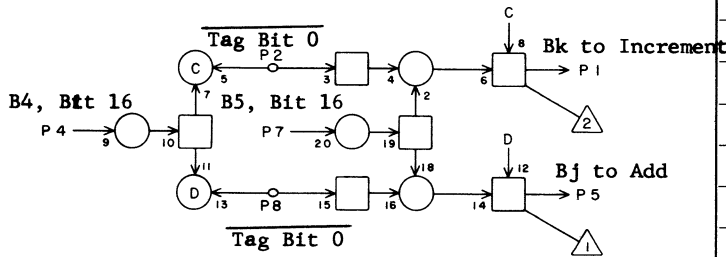 Tag Bit 0
C
P2
8
Bk to Increment
C
5
3
4
6
P1
7
2
B4, Bit 16
B5, Bit 16
2
P4
P7
9
10
20
19
D
11
18
12
Bj to Add
D
13
P8
15
16
14
P5
Tag Bit 0
1